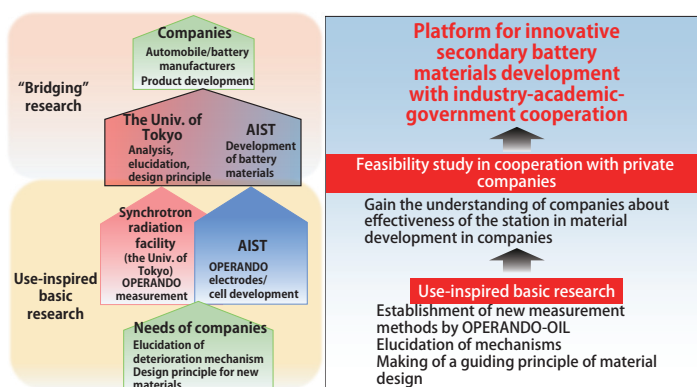 Companies
Automobile/battery
manufacturers
Product development
“Bridging”
research
The Univ. of
Tokyo
Analysis,
elucidation,
design principle
AIST
Development
of battery
materials
Synchrotron
radiation
facility
(the Univ. of
Tokyo)
OPERANDO
measurement
AIST
OPERANDO
electrodes/
cell development
Use-inspired
basic
research
Needs of companies
Elucidation of
deterioration mechanism
Design principle for new
materials
Platform for innovative
secondary battery
materials development
with industry-academic-
government cooperation
Feasibility study in cooperation with private
companies
Gain the understanding of companies about
effectiveness of the station in material
development in companies
Use-inspired basic research
Establishment of new measurement
methods by OPERANDO-OIL
Elucidation of mechanisms
Making of a guiding principle of material
design